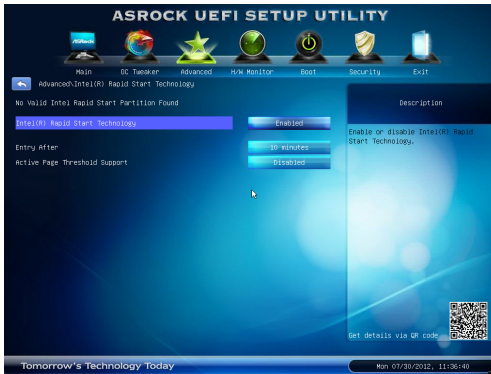 ASROCK UEFI SETUP UTILITY
ASRock
Main OC Tweaker Advanced H/W Monitor Boot Security Exit
Advanced\Intel(R) Rapid Start Technology
No Valid Intel Rapid Start Partition Found
Intel(R) Rapid Start Technology Enabled
Entry After 10 minutes
Active Page Threshold Support Disabled
Description
Enable or disable Intel(R) Rapid
Start Technology.
Get details via QR code
Tomorrow's Technology Today
Mon 07/30/2012, 11:36:40